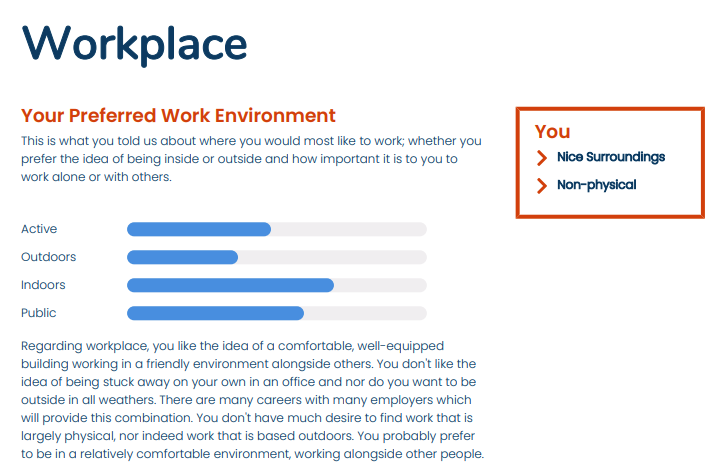 Workplace
Your Preferred Work Environment
This is what you told us about where you would most like to work; whether you
prefer the idea of being inside or outside and how important it is to you to
work alone or with others.
You
Nice Surroundings
Non-physical
Active
Outdoors
Indoors
Public
Regarding workplace, you like the idea of a comfortable, well-equipped
building working in a friendly environment alongside others. You don't like the
idea of being stuck away on your own in an office and nor do you want to be
outside in all weathers. There are many careers with many employers which
will provide this combination. You don't have much desire to find work that is
largely physical, nor indeed work that is based outdoors. You probably prefer
to be in a relatively comfortable environment, working alongside other people.